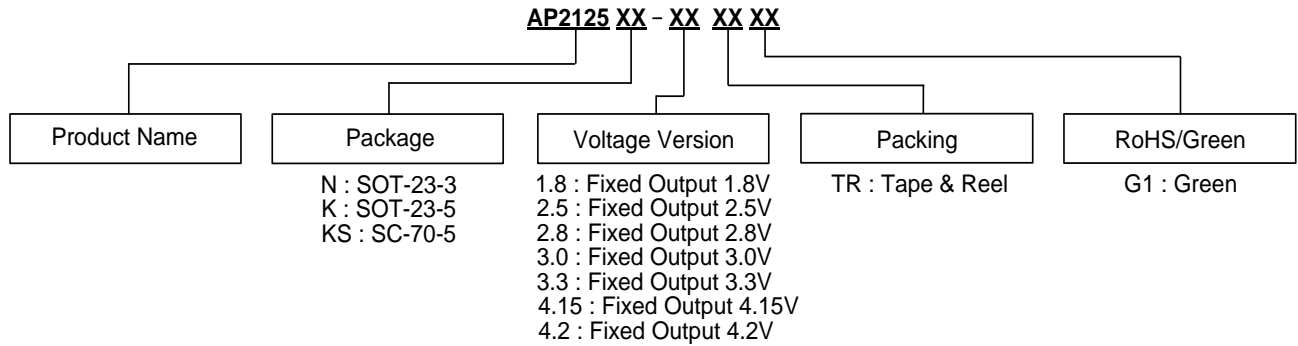 AP2125 XX - XX XX XX
Product Name
Package
N : SOT-23-3
K : SOT-23-5
KS : SC-70-5
Voltage Version
1.8 : Fixed Output 1.8V
2.5 : Fixed Output 2.5V
2.8 : Fixed Output 2.8V
3.0 : Fixed Output 3.0V
3.3 : Fixed Output 3.3V
4.15 : Fixed Output 4.15V
4.2 : Fixed Output 4.2V
Packing
TR : Tape & Reel
RoHS/Green
G1 : Green